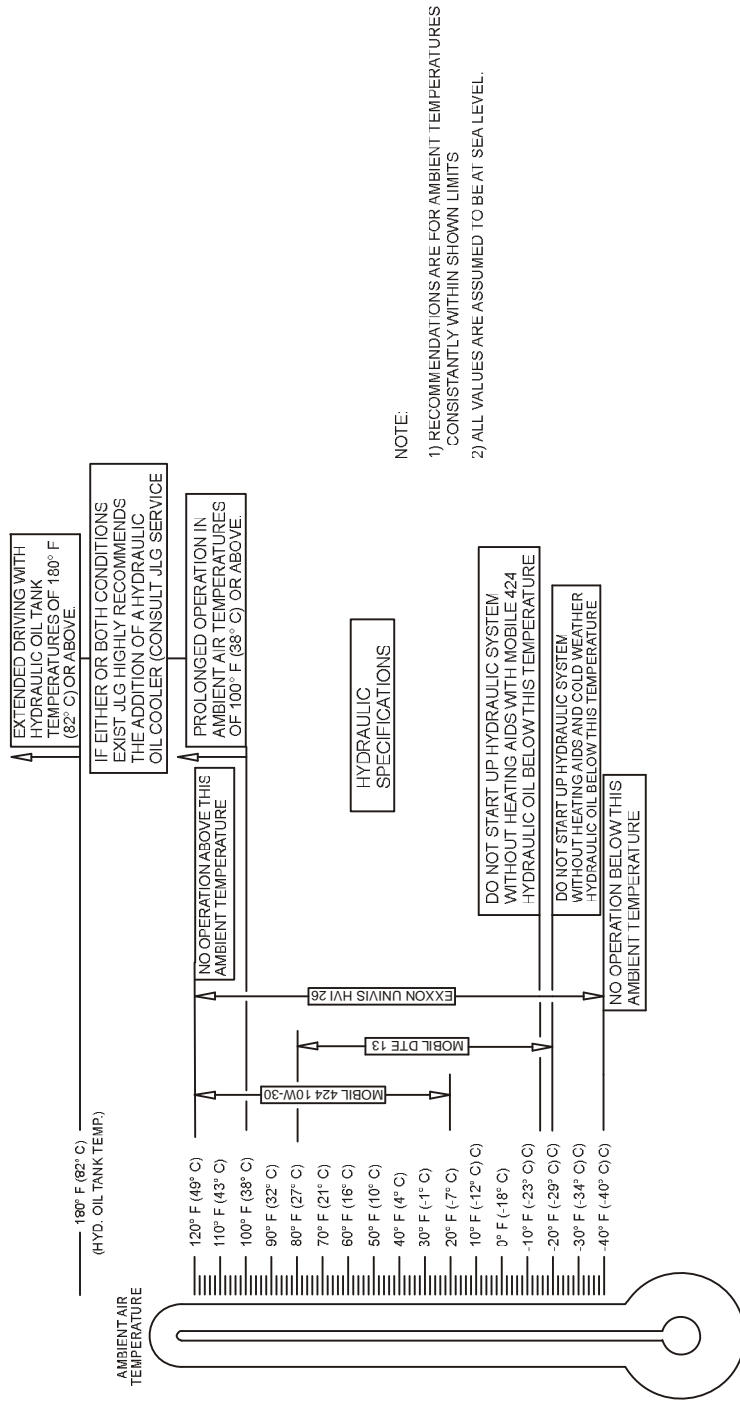 EXTENDED DRIVING WITH
HYDRAULIC OIL TANK
TEMPERATURES OF 180° F
(82° C) OR ABOVE.
IF EITHER OR BOTH CONDITIONS
EXIST JLG HIGHLY RECOMMENDS
THE ADDITION OF A HYDRAULIC
OIL COOLER (CONSULT JLG SERVICE
PROLONGED OPERATION IN
AMBIENT AIR TEMPERATURES
OF 100° F (38° C) OR ABOVE.
180° F (82° C)
(HYD. OIL TANK TEMP.)
AMBIENT AIR
TEMPERATURE
NO OPERATION ABOVE THIS
AMBIENT TEMPERATURE
120° F (49° C)
110° F (43° C)
100° F (38° C)
90° F (32° C)
80° F (27° C)
70° F (21° C)
60° F (16° C)
50° F (10° C)
40° F (4° C)
30° F (-1° C)
20° F (-7° C)
10° F (-12° C) C)
0° F (-18° C)
-10° F (-23° C) C)
-20° F (-29° C) C)
-30° F (-34° C) C)
-40° F (-40° C) C)
MOBIL 424 10W-30
MOBIL DTE 13
EXXON UNIVIS HVI 26
HYDRAULIC
SPECIFICATIONS
DO NOT START UP HYDRAULIC SYSTEM
WITHOUT HEATING AIDS WITH MOBILE 424
HYDRAULIC OIL BELOW THIS TEMPERATURE
DO NOT START UP HYDRAULIC SYSTEM
WITHOUT HEATING AIDS AND COLD WEATHER
HYDRAULIC OIL BELOW THIS TEMPERATURE
NO OPERATION BELOW THIS
AMBIENT TEMPERATURE
NOTE:
1) RECOMMENDATIONS ARE FOR AMBIENT TEMPERATURES
CONSISTANTLY WITHIN SHOWN LIMITS
2) ALL VALUES ARE ASSUMED TO BE AT SEA LEVEL.